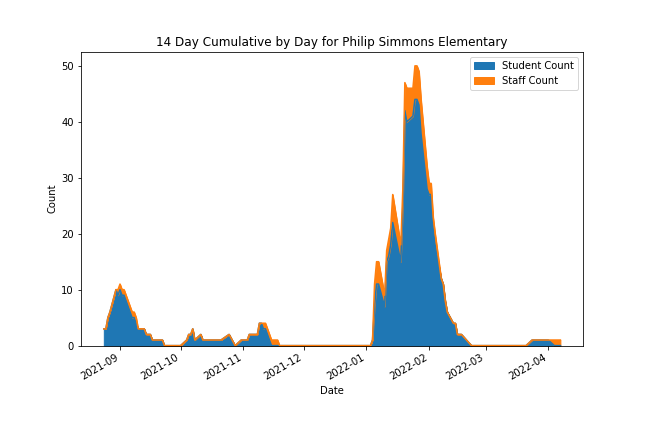 14 Day Cumulative by Day for Philip Simmons Elementary
Student Count
Staff Count
Count
50
40
30
20
10
0
2021-09
2021-10
2021-11
2021-12
2022-01
2022-02
2022-03
2022-04
Date